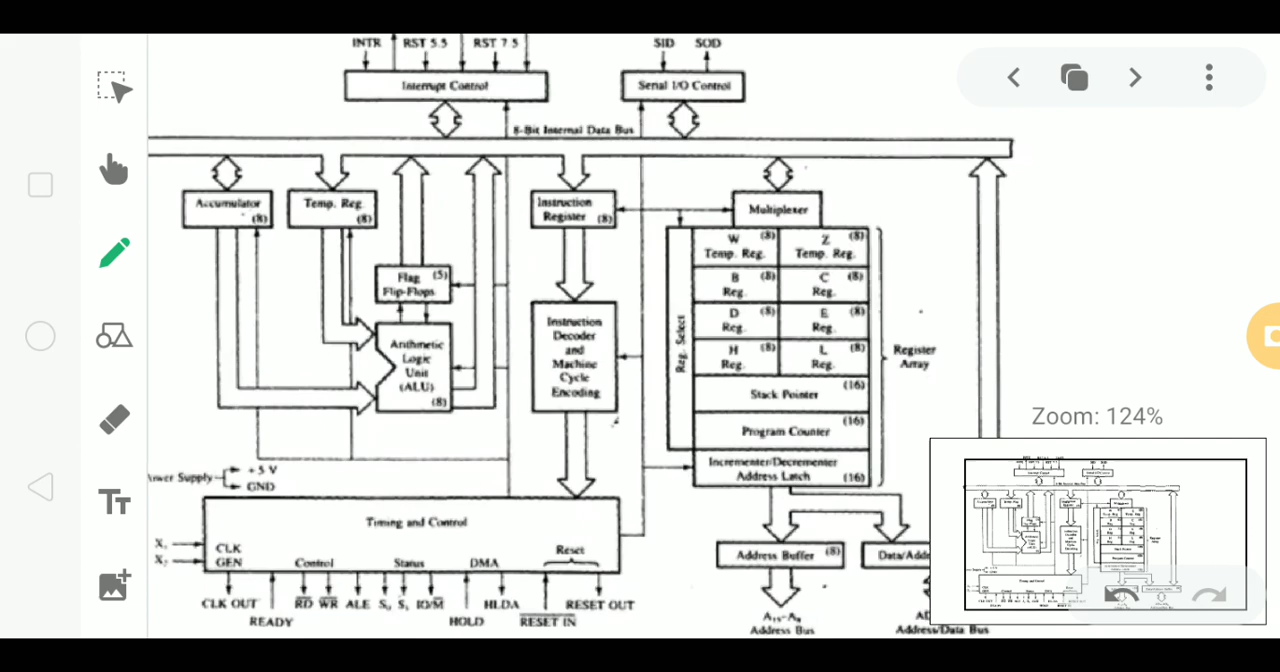 INTR RST 5.5 RST 7 5
SID SOD
Interrupt Control
Serial I/O Control
8-Bit Internal Data Bus
Accumulator
(8)
Temp. Reg.
(8)
Instruction
Register (8)
Multiplexer
W (8)
Temp. Reg.
Z (8)
Temp. Reg.
Flag (5)
Flip-Flops
B (8)
Reg.
C (8)
Reg.
Instruction
Decoder
and
Machine
Cycle
Encoding
D (8)
Reg.
E (8)
Reg.
Arithmetic
Logic
Unit
(ALU)
(8)
Reg. Select
H (8)
Reg.
L (8)
Reg.
Register
Array
Stack Pointer (16)
Program Counter (16)
Incrementer/Decrementer
Address Latch (16)
Zoom: 124%
Supply
+5 V
GND
Timing and Control
X₁
X₂
CLK
GEN
Control
Status
DMA
Reset
Address Buffer (8)
Data/Addr
CLK OUT
READY
RD WR ALE S₀ S₁ IO/M
HOLD
HLDA
RESET IN
RESET OUT
A₁₅-A₈
Address Bus
AD
Address/Data Bus
TT